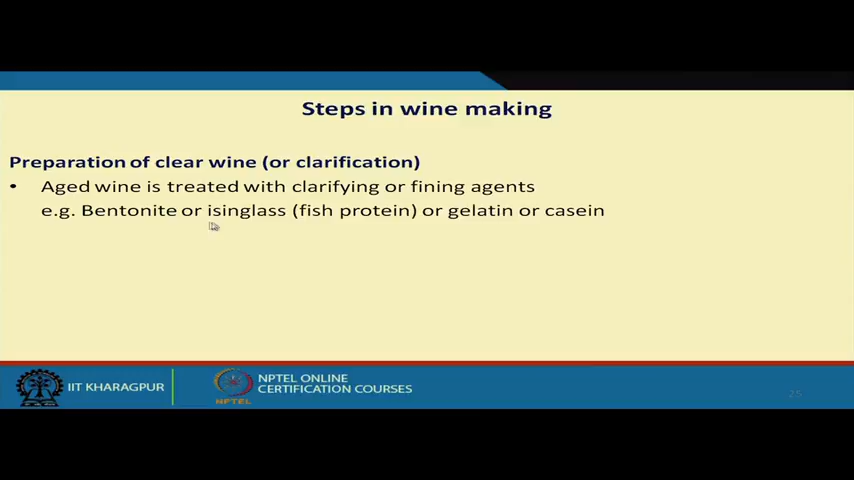 Steps in wine making
Preparation of clear wine (or clarification)
• Aged wine is treated with clarifying or fining agents
e.g. Bentonite or isinglass (fish protein) or gelatin or casein
IIT KHARAGPUR
NPTEL
NPTEL ONLINE
CERTIFICATION COURSES
25